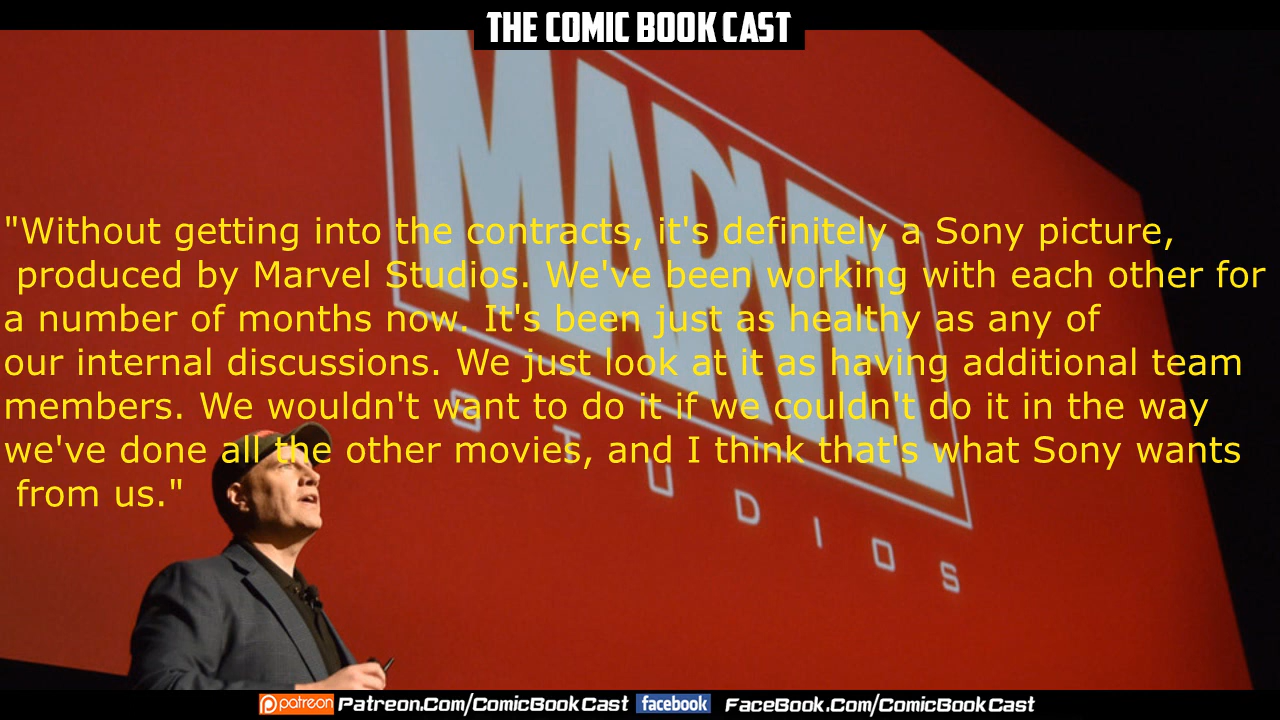 THE COMIC BOOK CAST
MARVEL
STUDIOS
"Without getting into the contracts, it's definitely a Sony picture,
produced by Marvel Studios. We've been working with each other for
a number of months now. It's been just as healthy as any of
our internal discussions. We just look at it as having additional team
members. We wouldn't want to do it if we couldn't do it in the way
we've done all the other movies, and I think that's what Sony wants
from us."
patreon Patreon.Com/ComicBookCast facebook FaceBook.Com/ComicBookCast